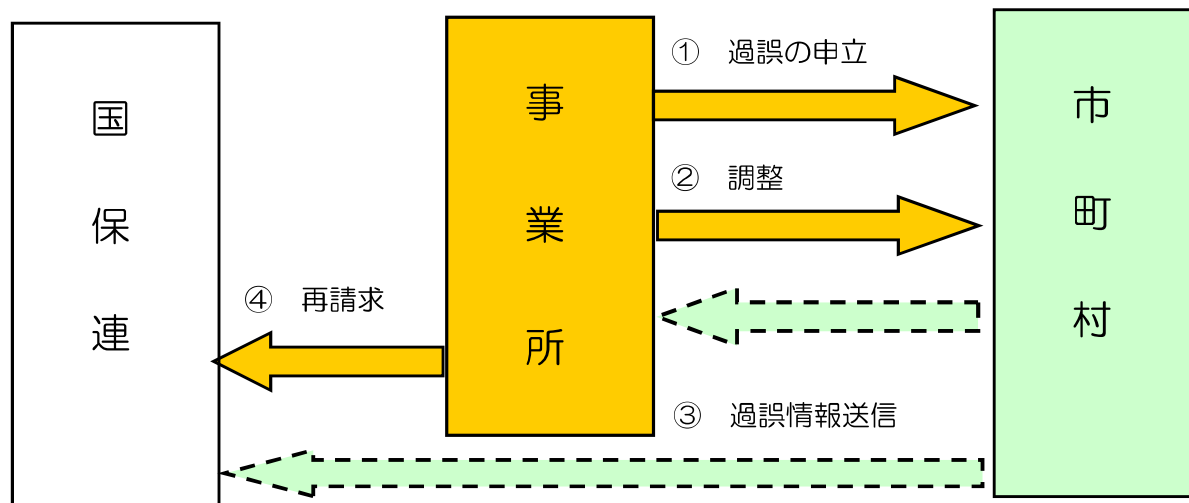 国保連
事業所
市町村
① 過誤の申立
② 調整
④ 再請求
③ 過誤情報送信